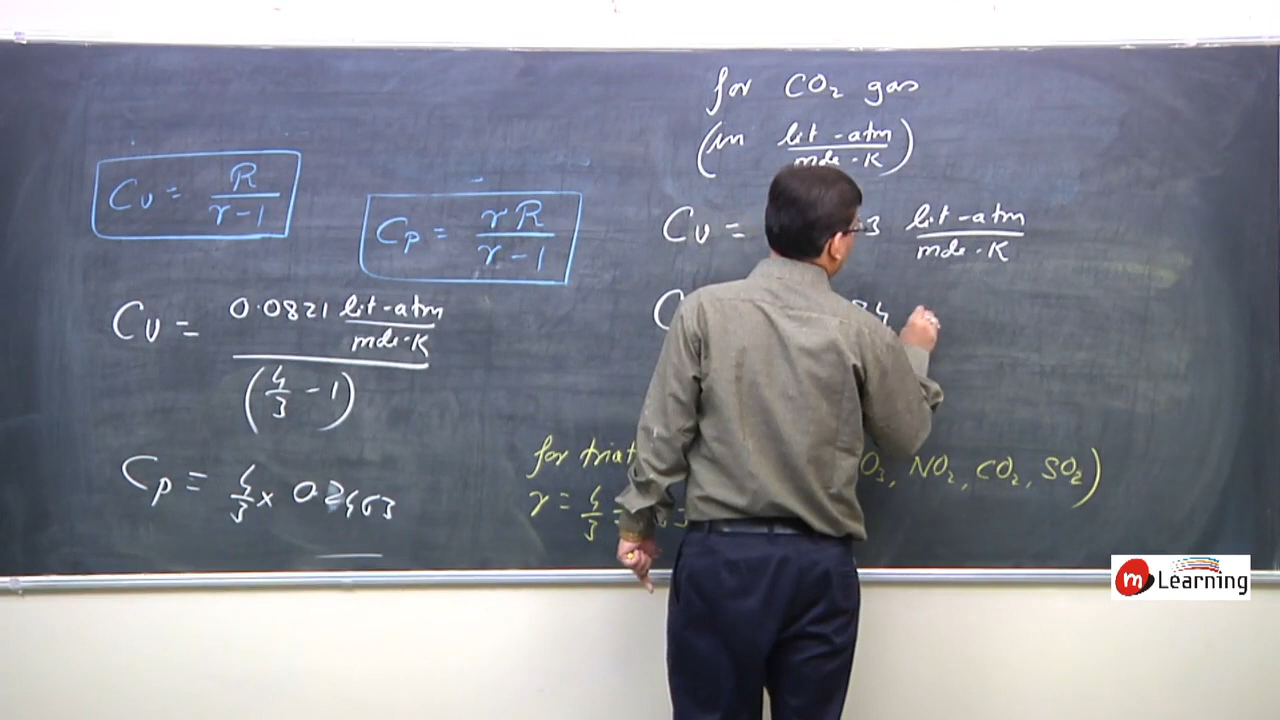 for CO₂ gas
(in lit-atm / mole·K)
Cv = R / γ-1
Cp = γR / γ-1
Cv = 3 lit-atm / mole·K
Cv = 0.0821 lit-atm / mole·K / (4/3 - 1)
C 84
Cp = 4/3 × 0.2463
for triat O₃, NO₂, CO₂, SO₂)
γ = 4/3 =
m Learning